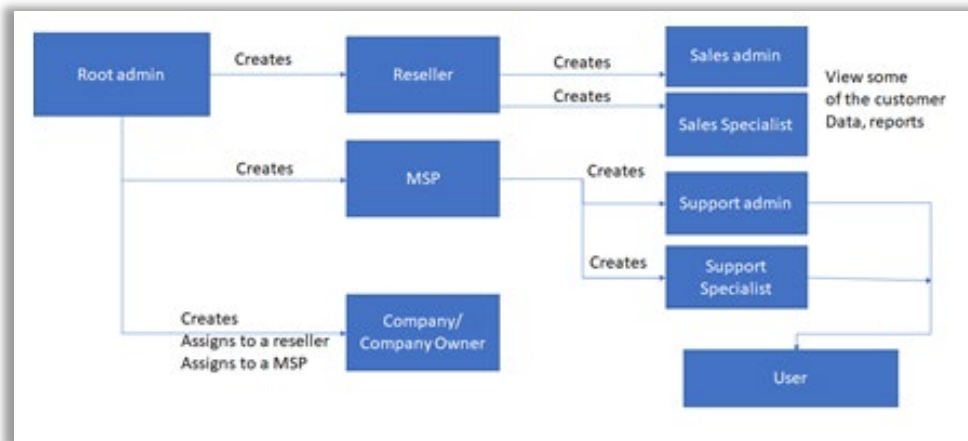 Root admin
Creates
Reseller
Creates
Creates
Sales admin
Sales Specialist
View some
of the customer
Data, reports
Creates
MSP
Creates
Support admin
Creates
Support
Specialist
Creates
Assigns to a reseller
Assigns to a MSP
Company/
Company Owner
User